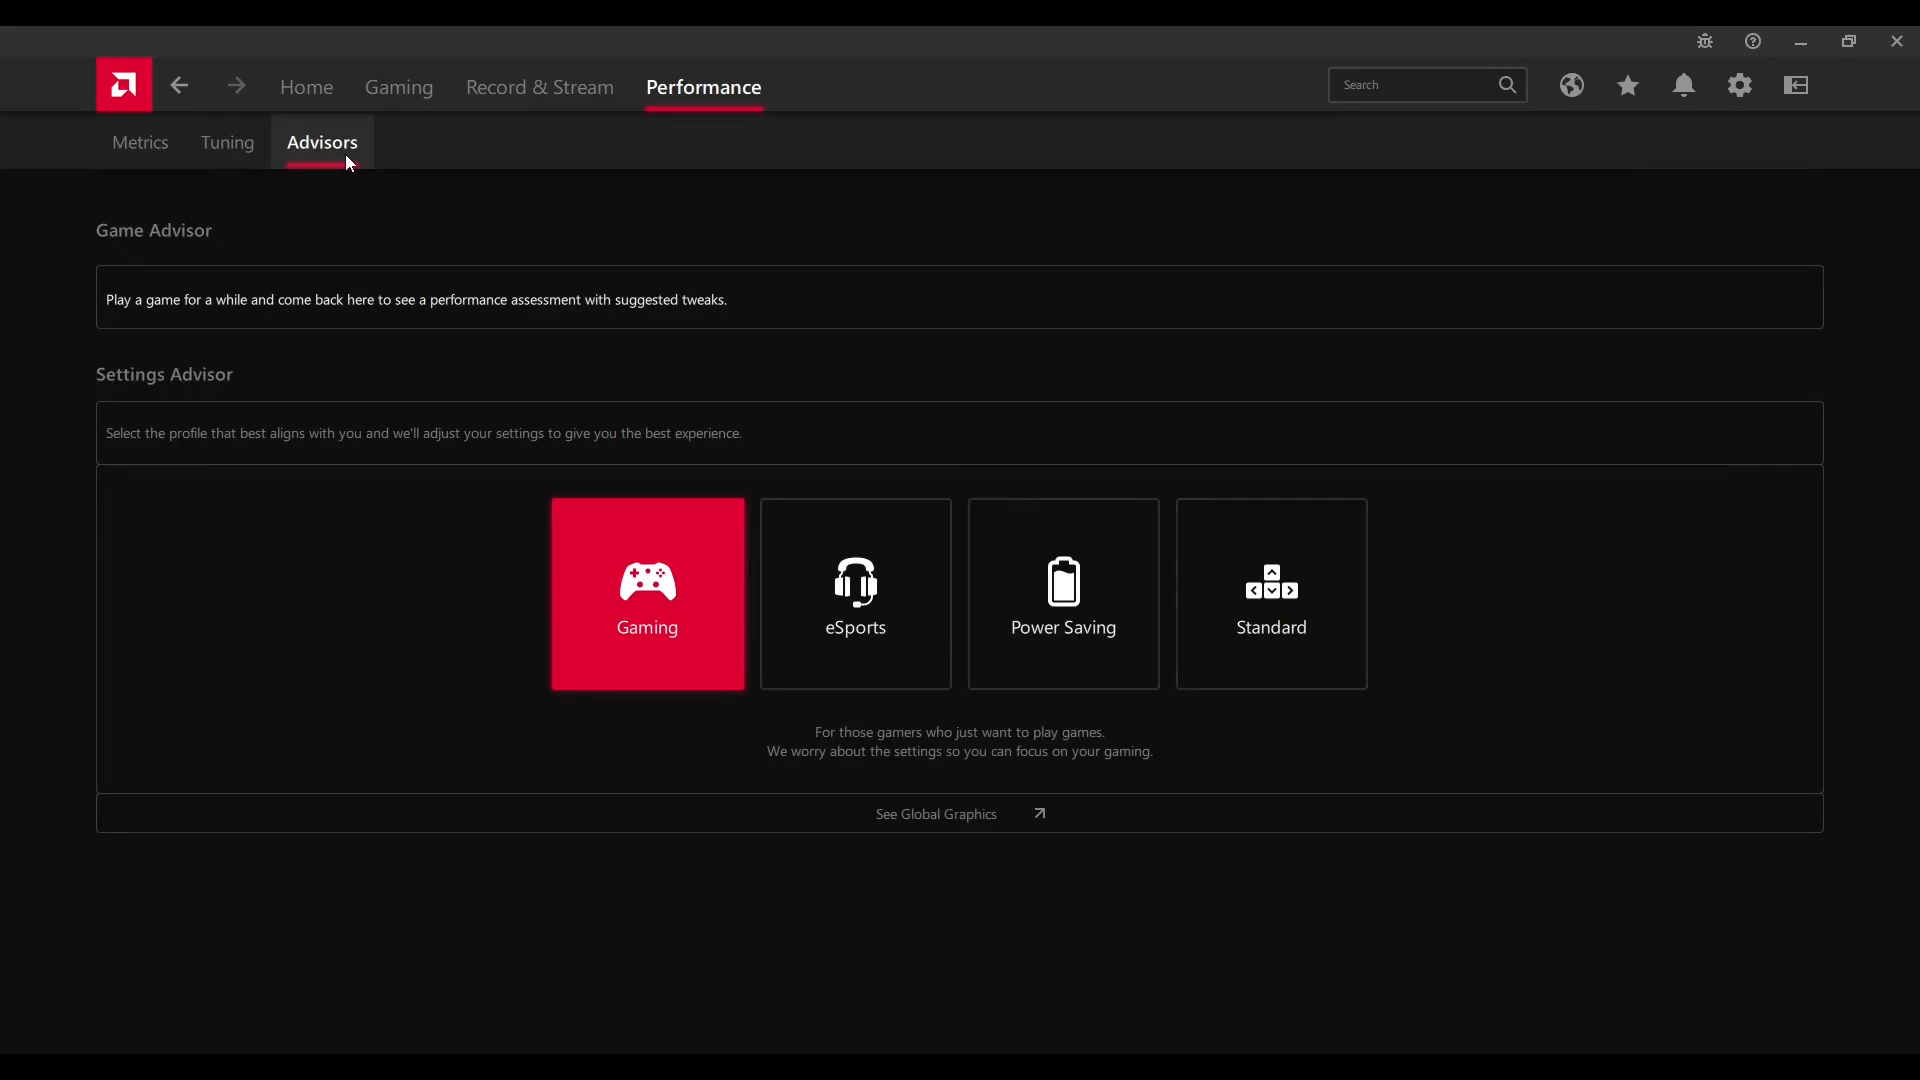 Home
Gaming
Record & Stream
Performance
Search
Metrics
Tuning
Advisors
Game Advisor
Play a game for a while and come back here to see a performance assessment with suggested tweaks.
Settings Advisor
Select the profile that best aligns with you and we'll adjust your settings to give you the best experience.
Gaming
eSports
Power Saving
Standard
For those gamers who just want to play games.
We worry about the settings so you can focus on your gaming.
See Global Graphics